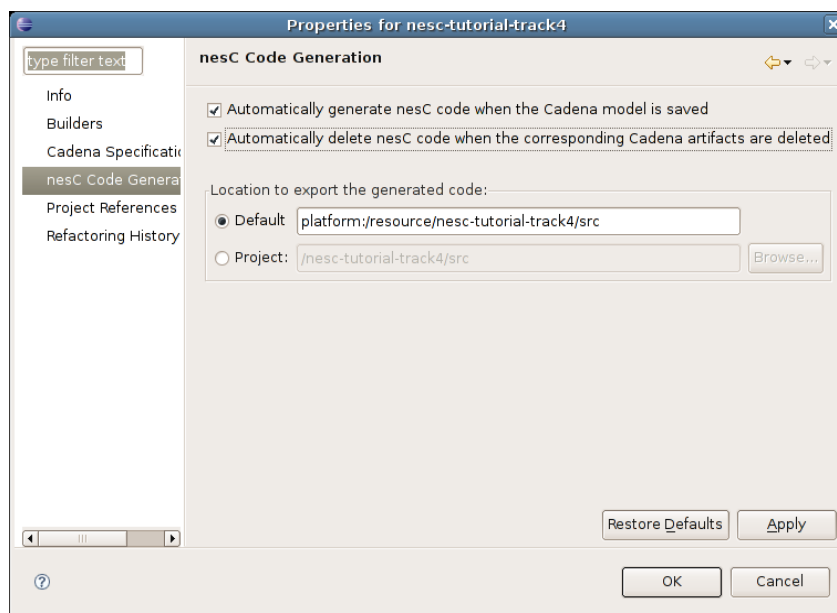 Properties for nesc-tutorial-track4
type filter text
Info
Builders
Cadena Specificatio
nesC Code Generat
Project References
Refactoring History
nesC Code Generation
Automatically generate nesC code when the Cadena model is saved
Automatically delete nesC code when the corresponding Cadena artifacts are deleted
Location to export the generated code:
Default platform:/resource/nesc-tutorial-track4/src
Project: /nesc-tutorial-track4/src Browse...
Restore Defaults Apply
OK Cancel